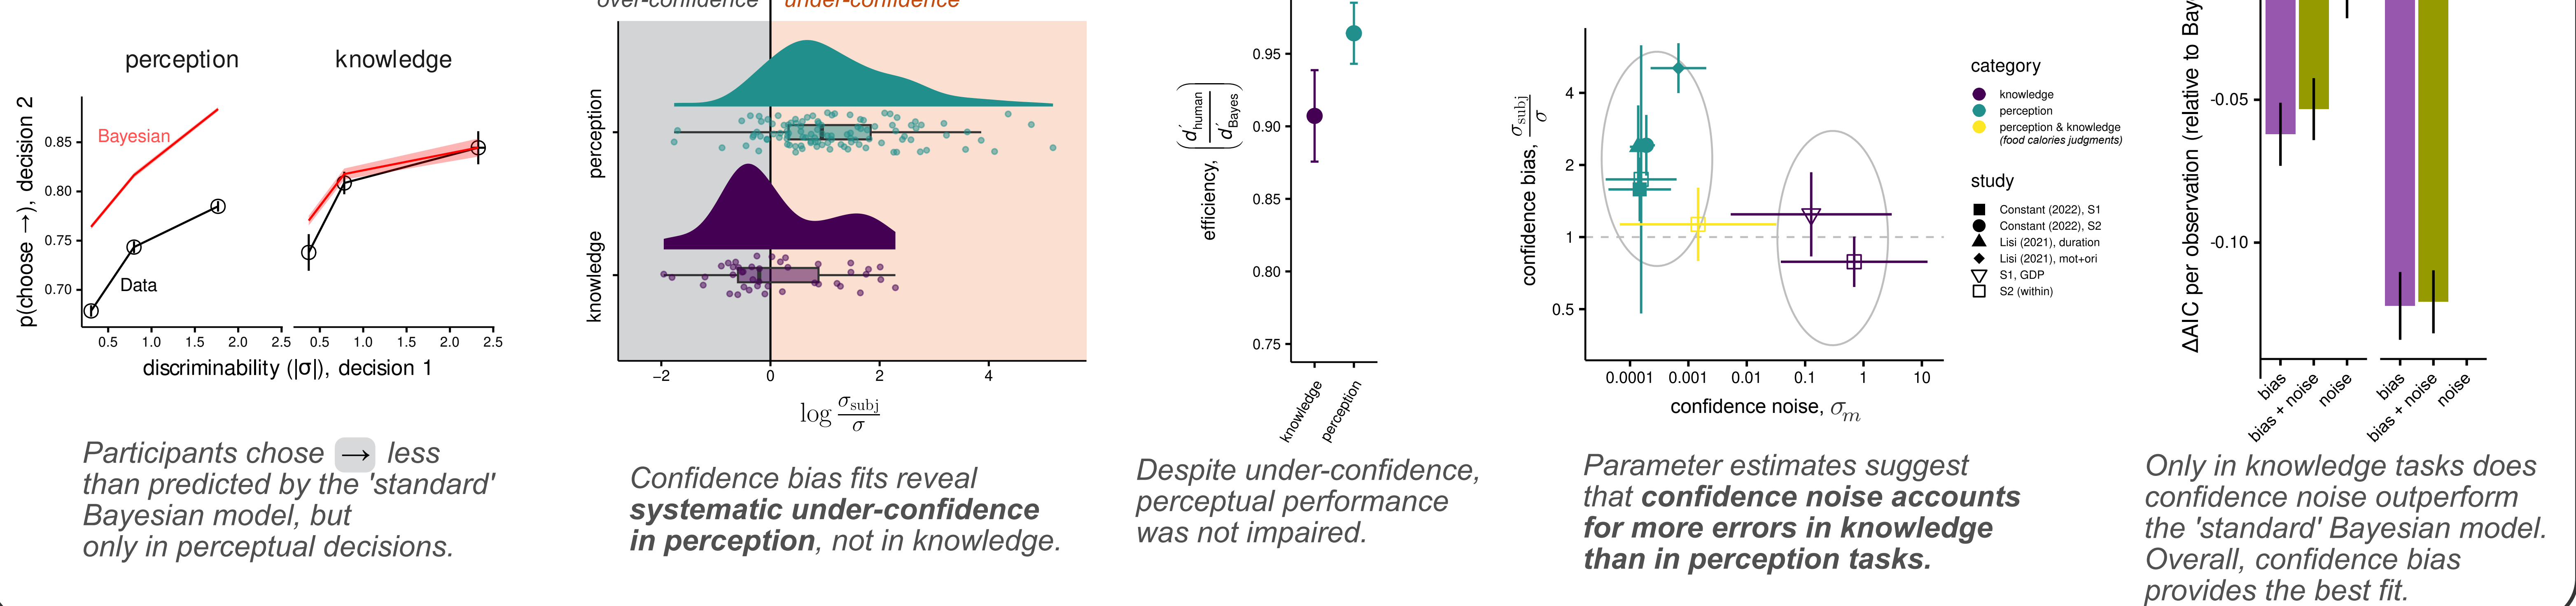 over-confidence under-confidence
perception knowledge
p(choose →), decision 2
0.85
0.80
0.75
0.70
Bayesian
Data
0.5 1.0 1.5 2.0 2.5 0.5 1.0 1.5 2.0 2.5
discriminability (|σ|), decision 1
Participants chose → less
than predicted by the 'standard'
Bayesian model, but
only in perceptual decisions.
perception
knowledge
−2 0 2 4
log σsubj/σ
Confidence bias fits reveal
systematic under-confidence
in perception, not in knowledge.
efficiency, (d′human/d′Bayes)
0.95
0.90
0.85
0.80
0.75
knowledge
perception
Despite under-confidence,
perceptual performance
was not impaired.
confidence bias, σsubj/σ
4
2
1
0.5
0.0001 0.001 0.01 0.1 1 10
confidence noise, σm
category
knowledge
perception
perception & knowledge
(food calories judgments)
study
Constant (2022), S1
Constant (2022), S2
Lisi (2021), duration
Lisi (2021), mot+ori
S1, GDP
S2 (within)
Parameter estimates suggest
that confidence noise accounts
for more errors in knowledge
than in perception tasks.
ΔAIC per observation (relative to Bay
-0.05
-0.10
bias
bias + noise
noise
bias
bias + noise
noise
Only in knowledge tasks does
confidence noise outperform
the 'standard' Bayesian model.
Overall, confidence bias
provides the best fit.